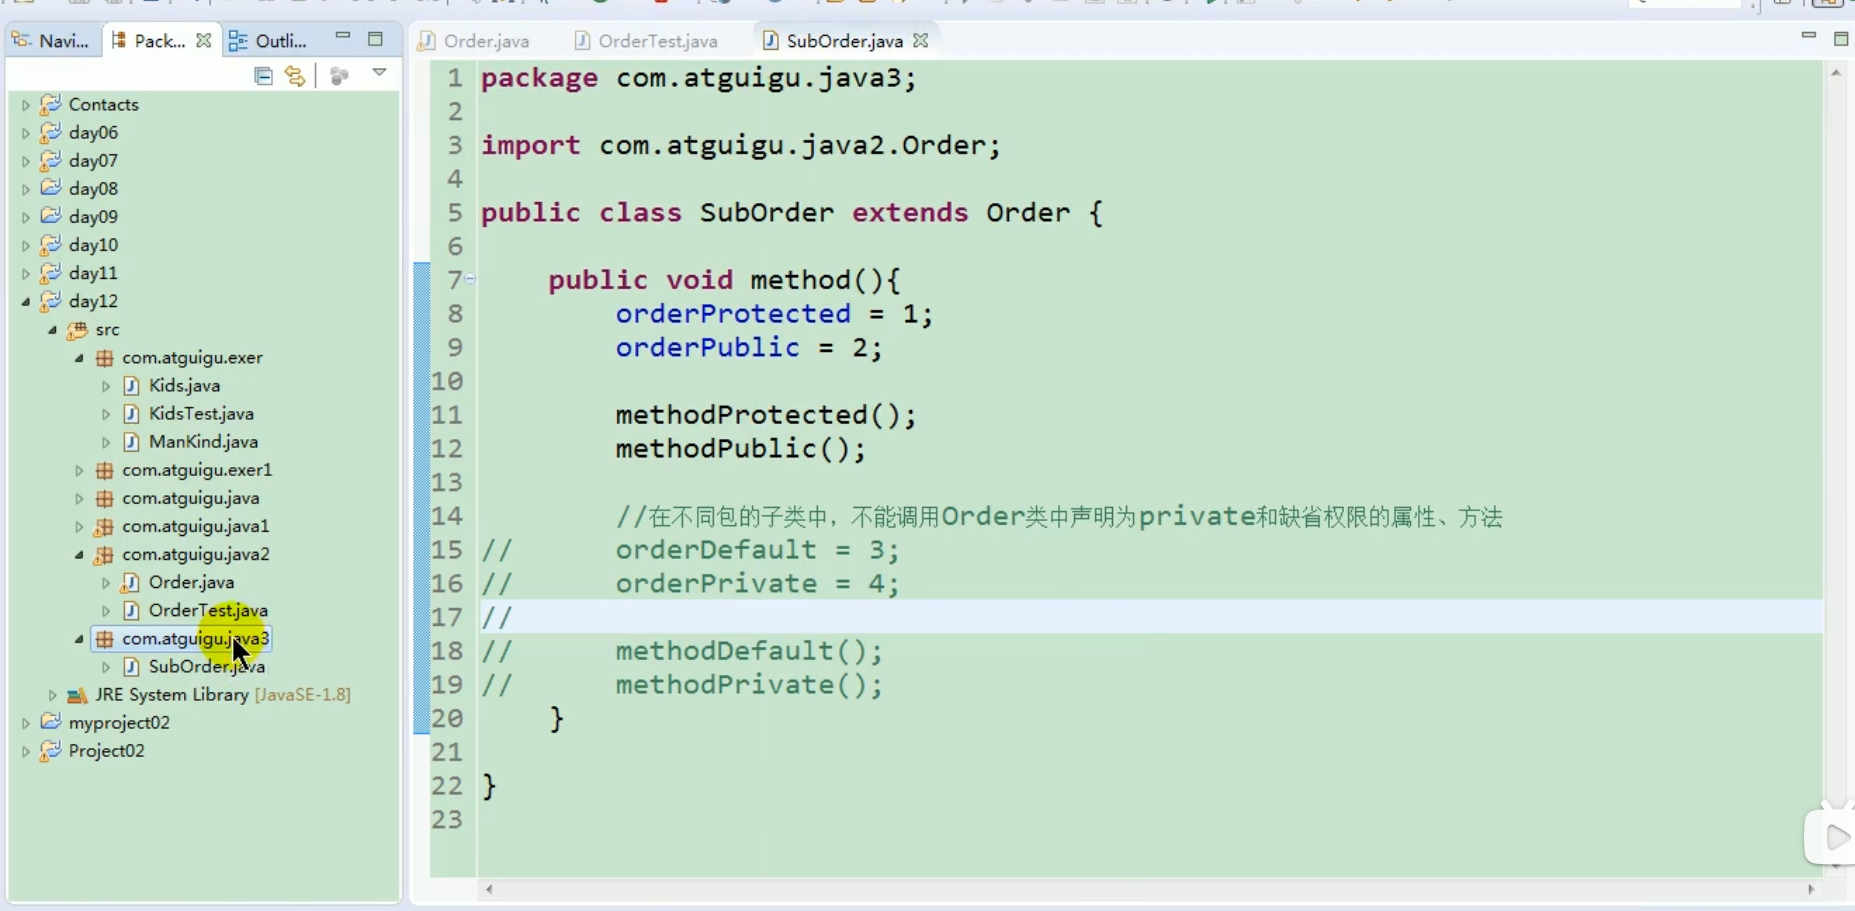 Navi...
Pack...
Outli...
Contacts
day06
day07
day08
day09
day10
day11
day12
src
com.atguigu.exer
Kids.java
KidsTest.java
ManKind.java
com.atguigu.exer1
com.atguigu.java
com.atguigu.java1
com.atguigu.java2
Order.java
OrderTest.java
com.atguigu.java3
SubOrder.java
JRE System Library [JavaSE-1.8]
myproject02
Project02
Order.java
OrderTest.java
SubOrder.java
1 package com.atguigu.java3;
2
3 import com.atguigu.java2.Order;
4
5 public class SubOrder extends Order {
6
7 public void method(){
8 orderProtected = 1;
9 orderPublic = 2;
10
11 methodProtected();
12 methodPublic();
13
14 //在不同包的子类中，不能调用Order类中声明为private和缺省权限的属性、方法
15 // orderDefault = 3;
16 // orderPrivate = 4;
17 //
18 // methodDefault();
19 // methodPrivate();
20 }
21
22 }
23